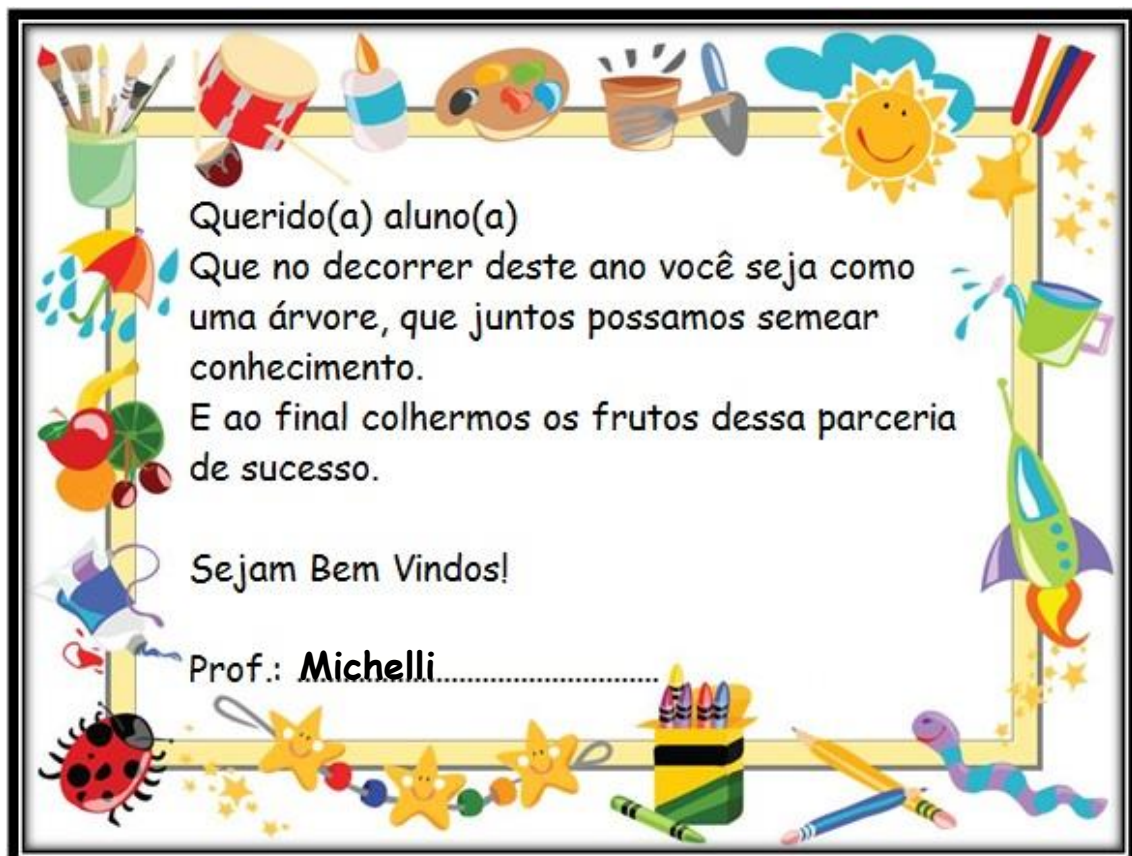 Querido(a) aluno(a)
Que no decorrer deste ano você seja como
uma árvore, que juntos possamos semear
conhecimento.
E ao final colhermos os frutos dessa parceria
de sucesso.
Sejam Bem Vindos!
Prof.: Michelli